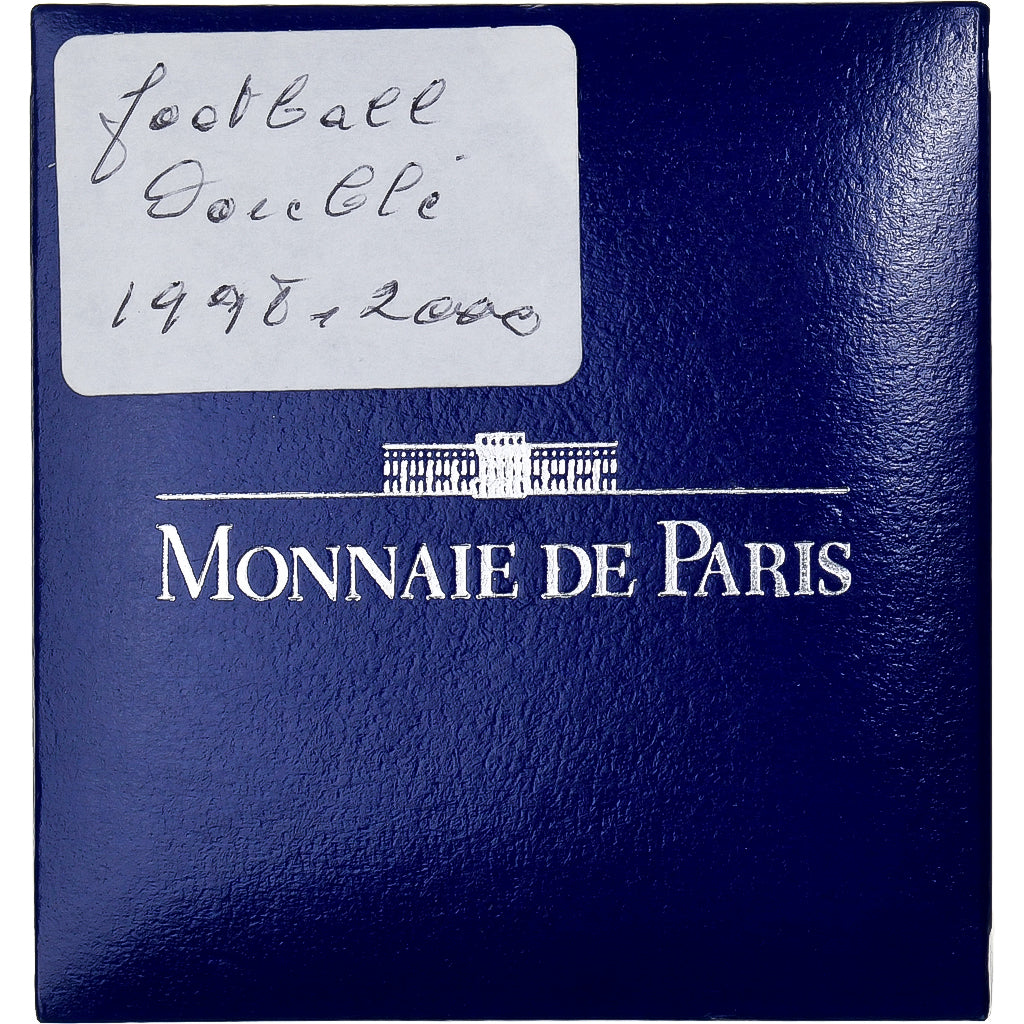 football
Doublé
1998-2000
MONNAIE DE PARIS